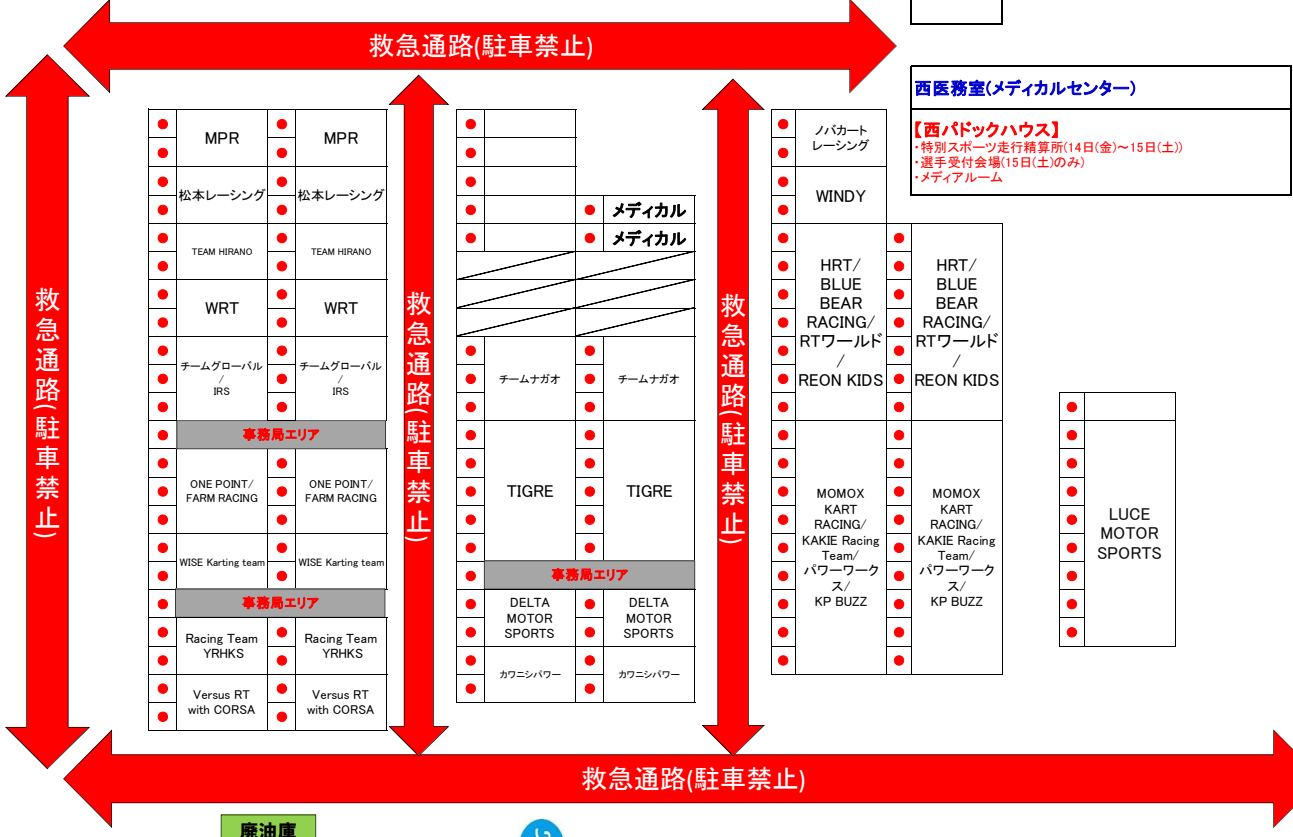 救急通路(駐車禁止)
西医務室(メディカルセンター)
【西パドックハウス】
・特別スポーツ走行精算所(14日(金)～15日(土))
・選手受付会場(15日(土)のみ)
・メディアルーム
救急通路(駐車禁止)
MPR
MPR
松本レーシング
松本レーシング
TEAM HIRANO
TEAM HIRANO
WRT
WRT
チームグローバル
/
IRS
チームグローバル
/
IRS
事務局エリア
ONE POINT/
FARM RACING
ONE POINT/
FARM RACING
WISE Karting team
WISE Karting team
事務局エリア
Racing Team
YRHKS
Racing Team
YRHKS
Versus RT
with CORSA
Versus RT
with CORSA
救急通路(駐車禁止)
メディカル
メディカル
チームナガオ
チームナガオ
TIGRE
TIGRE
事務局エリア
DELTA
MOTOR
SPORTS
DELTA
MOTOR
SPORTS
カワニシパワー
カワニシパワー
救急通路(駐車禁止)
ノバカート
レーシング
WINDY
HRT/
BLUE
BEAR
RACING/
RTワールド
/
REON KIDS
HRT/
BLUE
BEAR
RACING/
RTワールド
/
REON KIDS
MOMOX
KART
RACING/
KAKIE Racing
Team/
パワーワーク
ス/
KP BUZZ
MOMOX
KART
RACING/
KAKIE Racing
Team/
パワーワーク
ス/
KP BUZZ
LUCE
MOTOR
SPORTS
救急通路(駐車禁止)
廃油庫